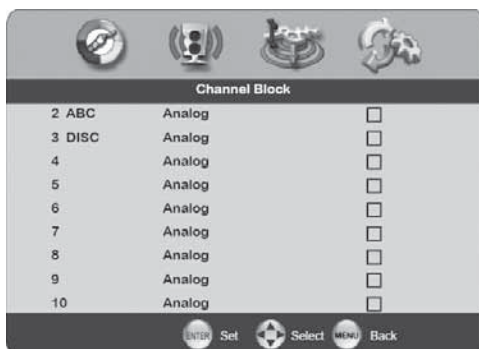 Channel Block
2 ABC Analog
3 DISC Analog
4 Analog
5 Analog
6 Analog
7 Analog
8 Analog
9 Analog
10 Analog
ENTER Set Select MENU Back